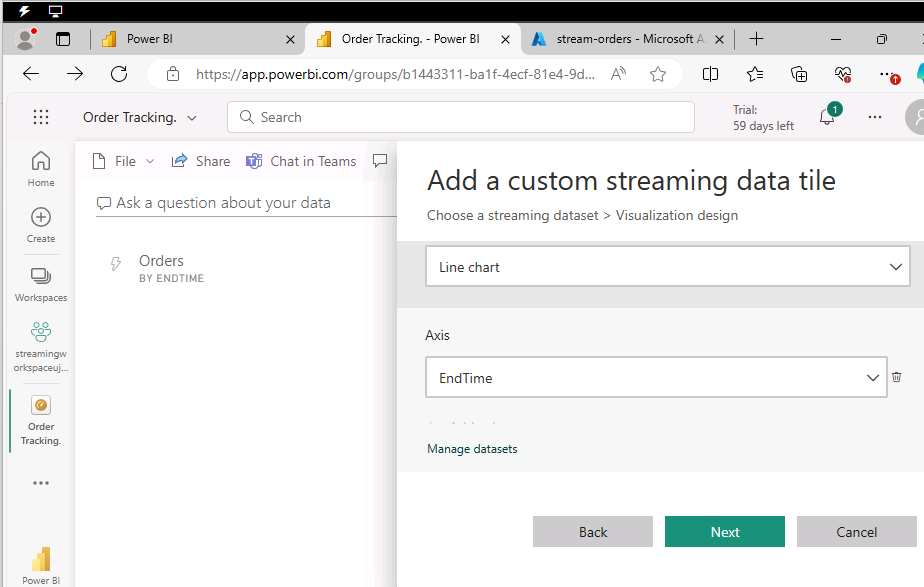 Power BI
Order Tracking. - Power BI
stream-orders - Microsoft A
https://app.powerbi.com/groups/b1443311-ba1f-4ecf-81e4-9d...
Order Tracking.
Search
Trial:
59 days left
1
Home
Create
Workspaces
streamingw
orkspaceuj...
Order
Tracking.
Power BI
File
Share
Chat in Teams
Ask a question about your data
Orders
BY ENDTIME
Add a custom streaming data tile
Choose a streaming dataset > Visualization design
Line chart
Axis
EndTime
Manage datasets
Back
Next
Cancel